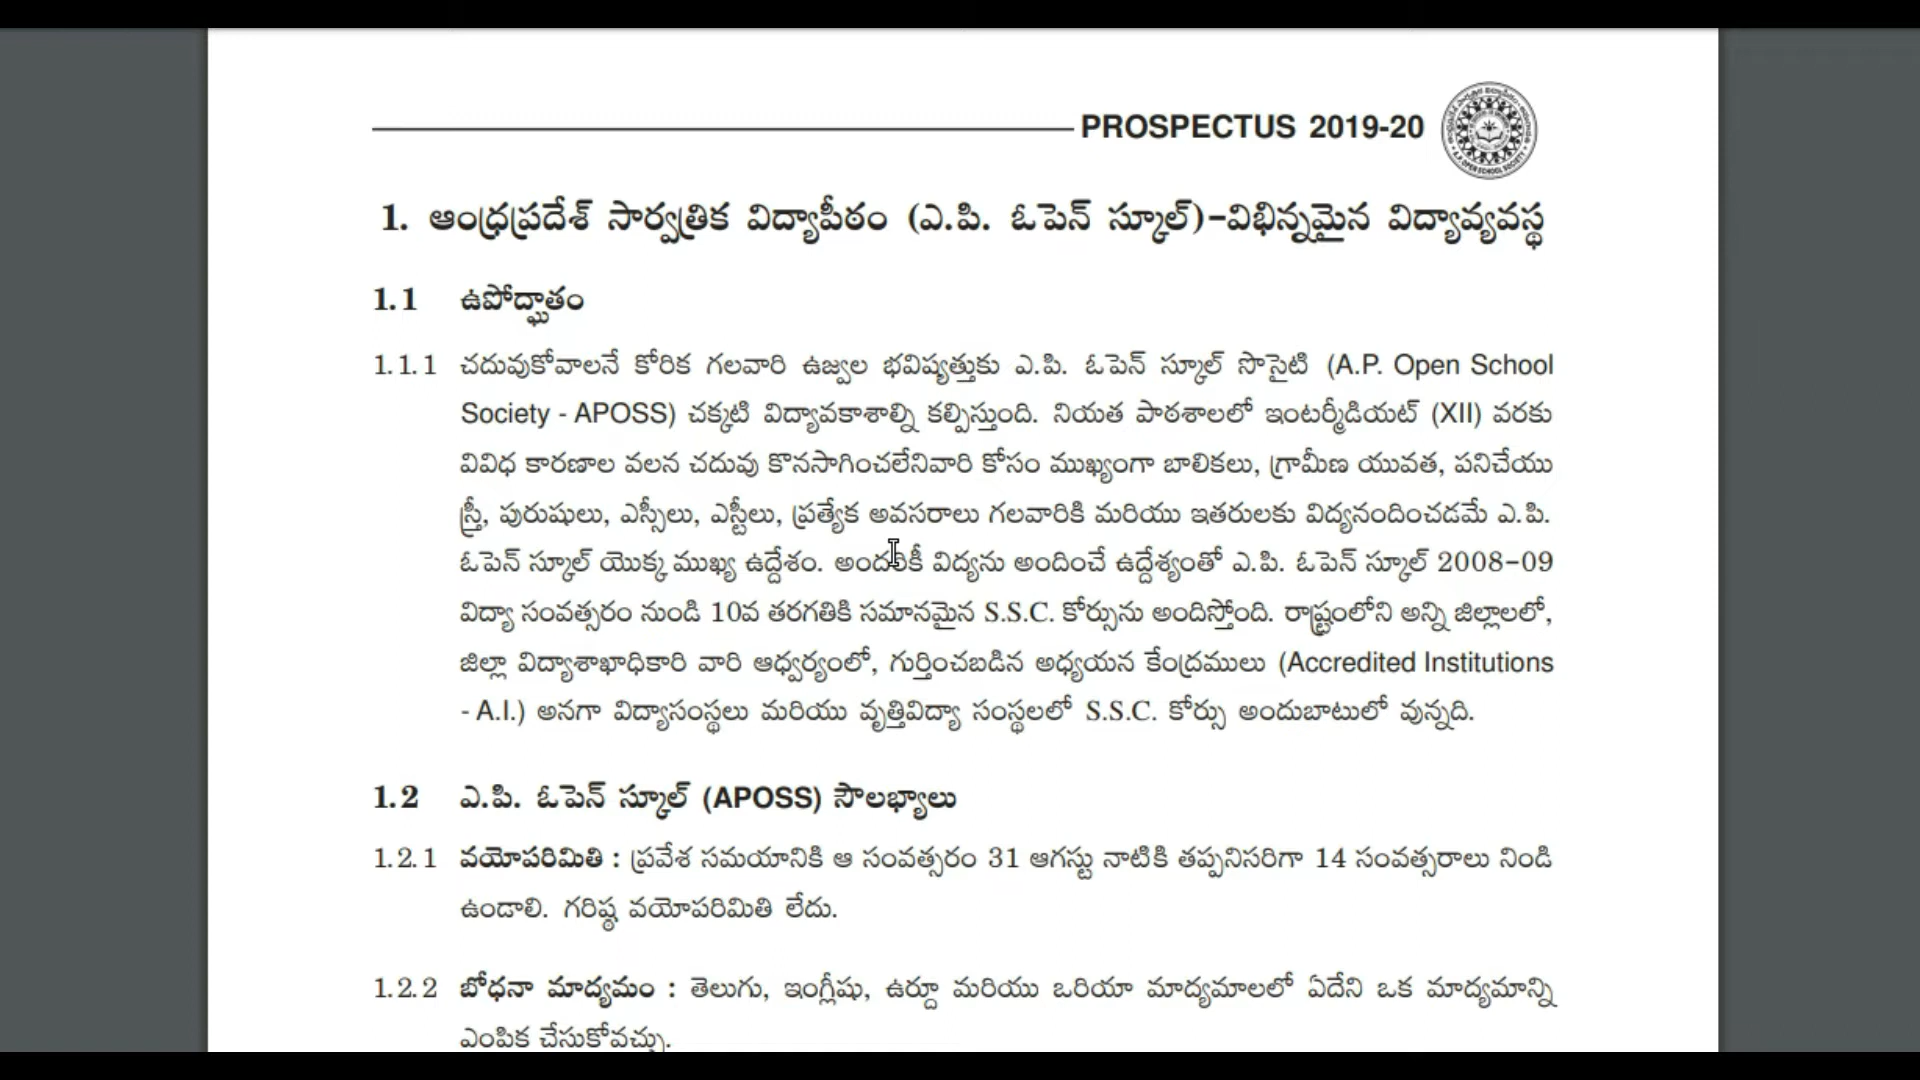 PROSPECTUS 2019-20
1. ఆంధ్రప్రదేశ్ సార్వత్రిక విద్యాపీఠం (ఎ.పి. ఓపెన్ స్కూల్)-విభిన్నమైన విద్యావ్యవస్థ
1.1 ఉపోద్ఘాతం
1.1.1 చదువుకోవాలనే కోరిక గలవారి ఉజ్వల భవిష్యత్తుకు ఎ.పి. ఓపెన్ స్కూల్ సొసైటి (A.P. Open School
Society - APOSS) చక్కటి విద్యావకాశాల్ని కల్పిస్తుంది. నియత పాఠశాలలో ఇంటర్మీడియట్ (XII) వరకు
వివిధ కారణాల వలన చదువు కొనసాగించలేనివారి కోసం ముఖ్యంగా బాలికలు, గ్రామీణ యువత, పనిచేయు
స్త్రీ, పురుషులు, ఎస్సీలు, ఎస్టీలు, ప్రత్యేక అవసరాలు గలవారికి మరియు ఇతరులకు విద్యనందించడమే ఎ.పి.
ఓపెన్ స్కూల్ యొక్క ముఖ్య ఉద్దేశం. అందరికీ విద్యను అందించే ఉద్దేశ్యంతో ఎ.పి. ఓపెన్ స్కూల్ 2008-09
విద్యా సంవత్సరం నుండి 10వ తరగతికి సమానమైన S.S.C. కోర్సును అందిస్తోంది. రాష్ట్రంలోని అన్ని జిల్లాలలో,
జిల్లా విద్యాశాఖాధికారి వారి ఆధ్వర్యంలో, గుర్తించబడిన అధ్యయన కేంద్రములు (Accredited Institutions
- A.I.) అనగా విద్యాసంస్థలు మరియు వృత్తివిద్యా సంస్థలలో S.S.C. కోర్సు అందుబాటులో వున్నది.
1.2 ఎ.పి. ఓపెన్ స్కూల్ (APOSS) సౌలభ్యాలు
1.2.1 వయోపరిమితి : ప్రవేశ సమయానికి ఆ సంవత్సరం 31 ఆగస్టు నాటికి తప్పనిసరిగా 14 సంవత్సరాలు నిండి
ఉండాలి. గరిష్ఠ వయోపరిమితి లేదు.
1.2.2 బోధనా మాధ్యమం : తెలుగు, ఇంగ్లీషు, ఉర్దూ మరియు ఒరియా మాధ్యమాలలో ఏదేని ఒక మాధ్యమాన్ని
ఎంపిక చేసుకోవచ్చు.